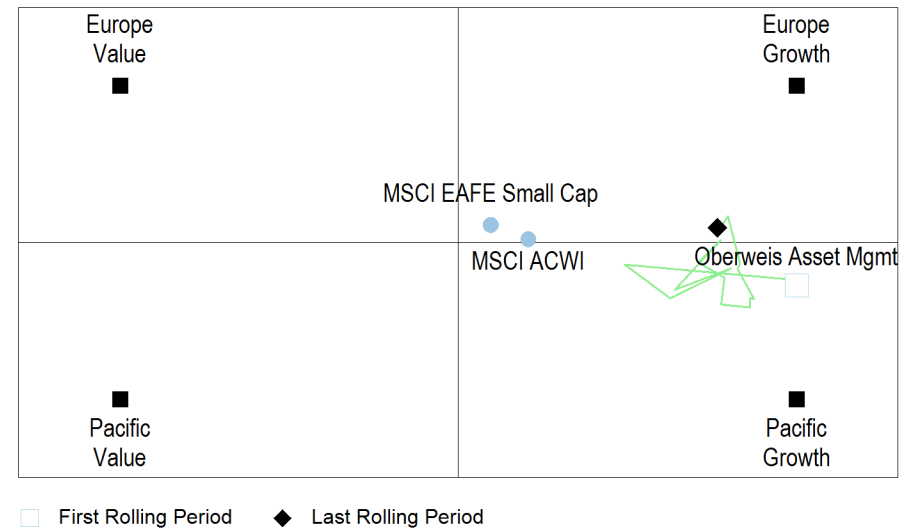 Europe
Value
Europe
Growth
MSCI EAFE Small Cap
MSCI ACWI
Oberweis Asset Mgmt
Pacific
Value
Pacific
Growth
First Rolling Period
Last Rolling Period